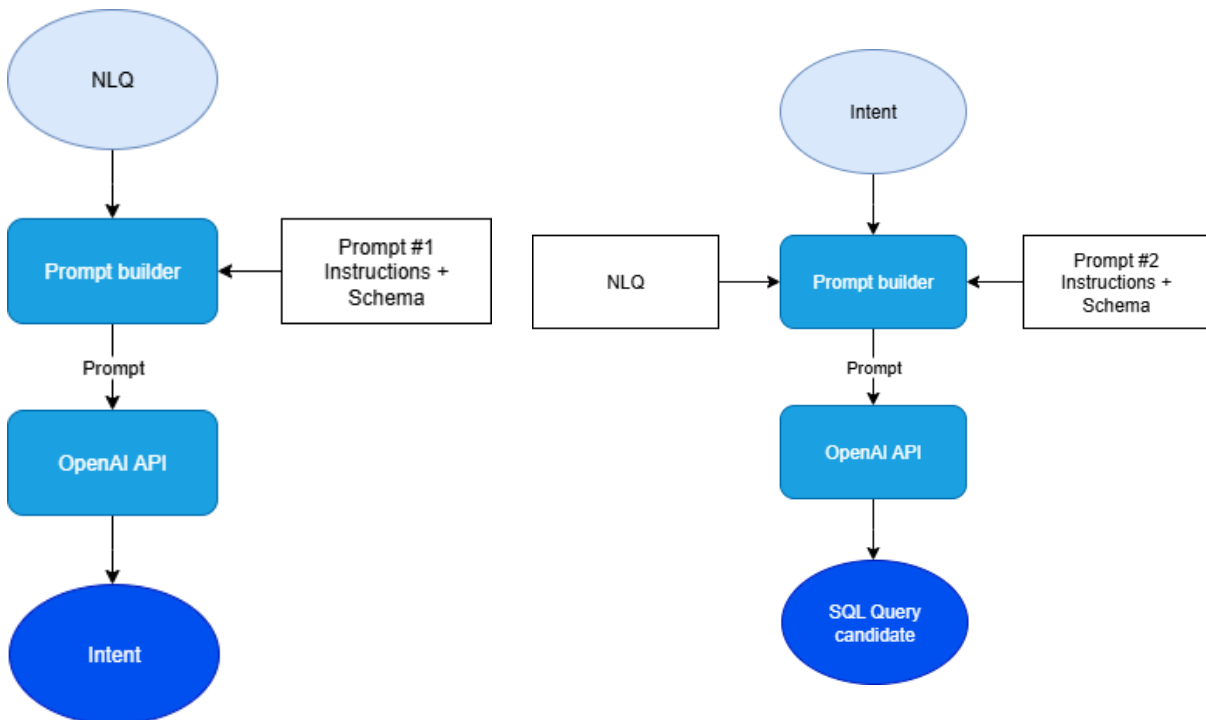 NLQ
Prompt builder
Prompt #1
Instructions +
Schema
Prompt
OpenAI API
Intent
Intent
NLQ
Prompt builder
Prompt #2
Instructions +
Schema
Prompt
OpenAI API
SQL Query
candidate